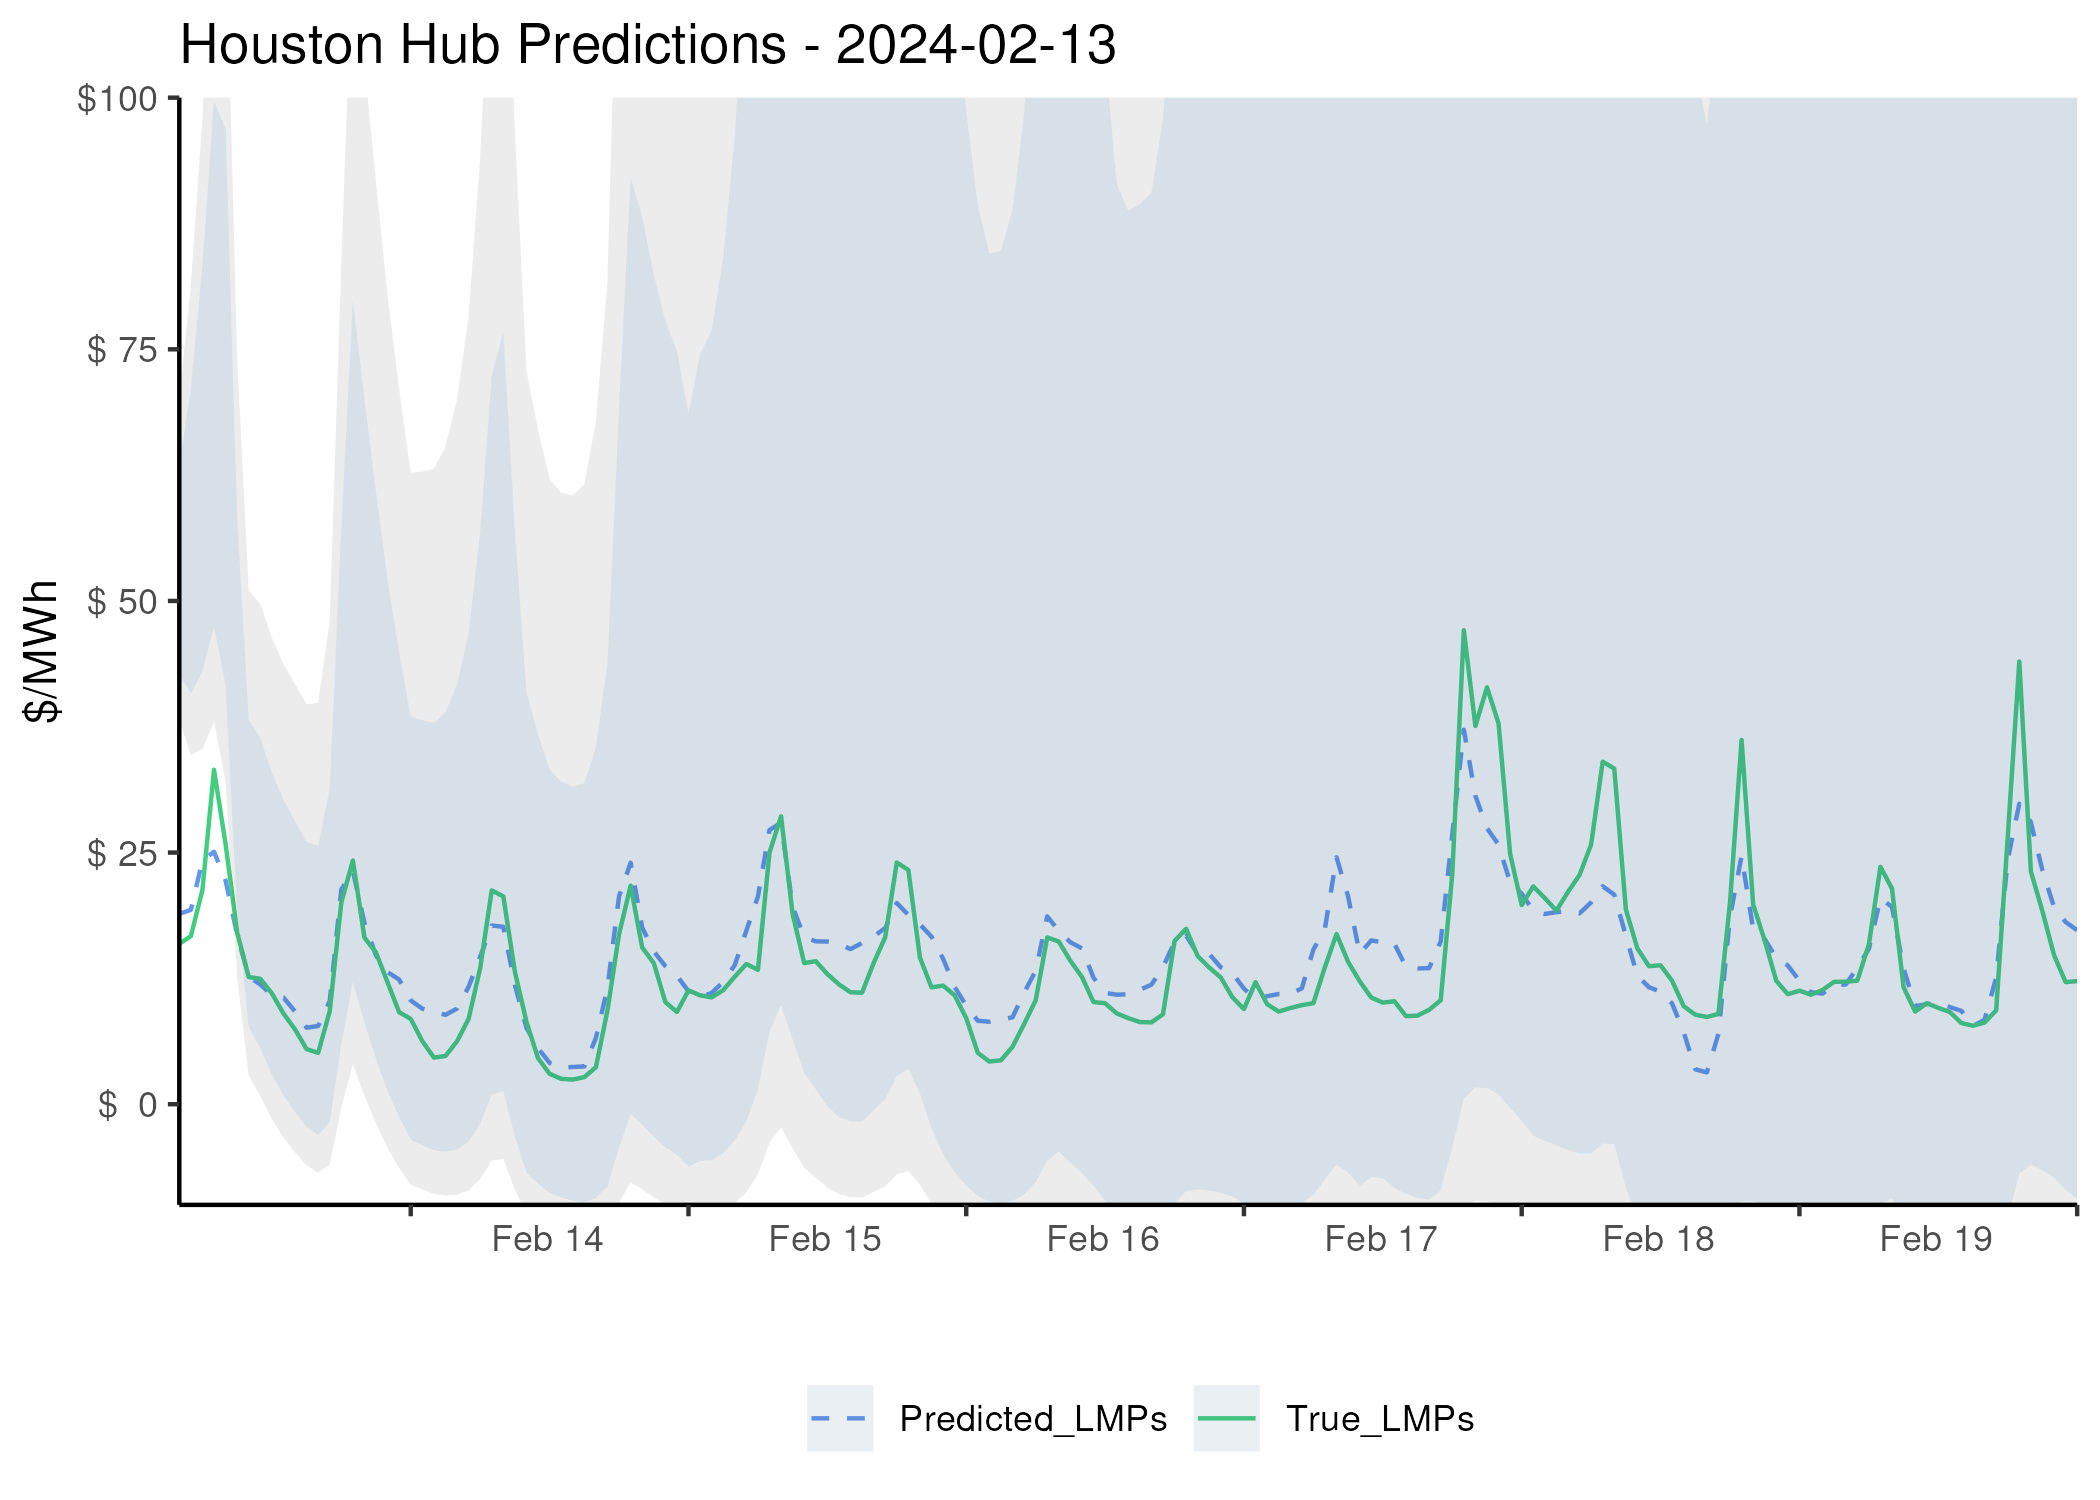 Houston Hub Predictions - 2024-02-13
$100
$ 75
$ 50
$ 25
$ 0
$/MWh
Feb 14 Feb 15 Feb 16 Feb 17 Feb 18 Feb 19
Predicted_LMPs True_LMPs